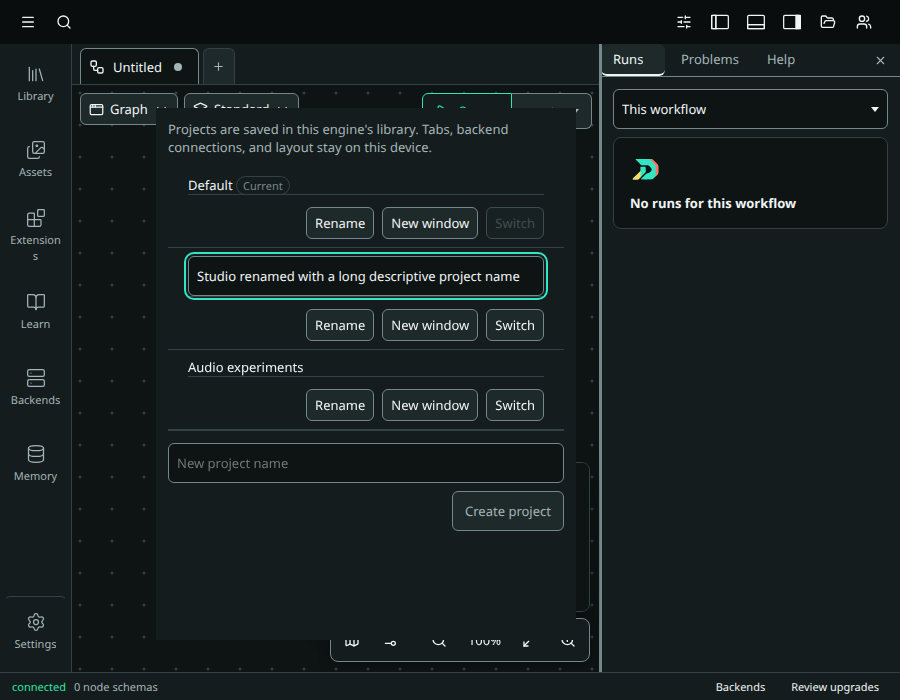 Untitled
+
Runs
Problems
Help
Library
Assets
Extension
s
Learn
Backends
Memory
Settings
Graph
Standard
This workflow
No runs for this workflow
Projects are saved in this engine's library. Tabs, backend
connections, and layout stay on this device.
Default
Current
Rename
New window
Switch
Studio renamed with a long descriptive project name
Rename
New window
Switch
Audio experiments
Rename
New window
Switch
New project name
Create project
100%
connected
0 node schemas
Backends
Review upgrades